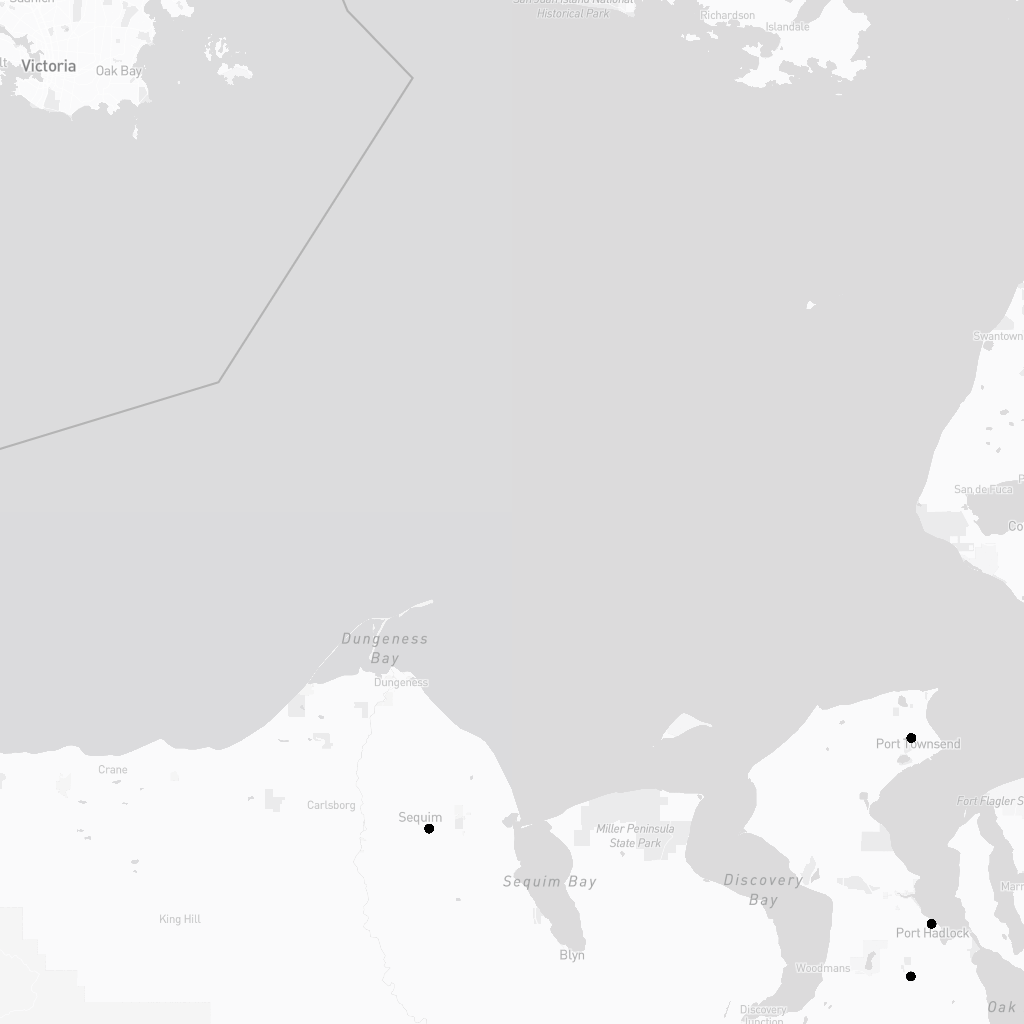 Saanich
San Juan Island National
Historical Park
Richardson
Islandale
Victoria
Oak Bay
Swantown
San de Fuca
Dungeness
Bay
Dungeness
Port Townsend
Crane
Carlsborg
Sequim
Miller Peninsula
State Park
Fort Flagler S
Sequim Bay
Discovery
Bay
King Hill
Port Hadlock
Blyn
Woodmans
Discovery
Junction
Oak